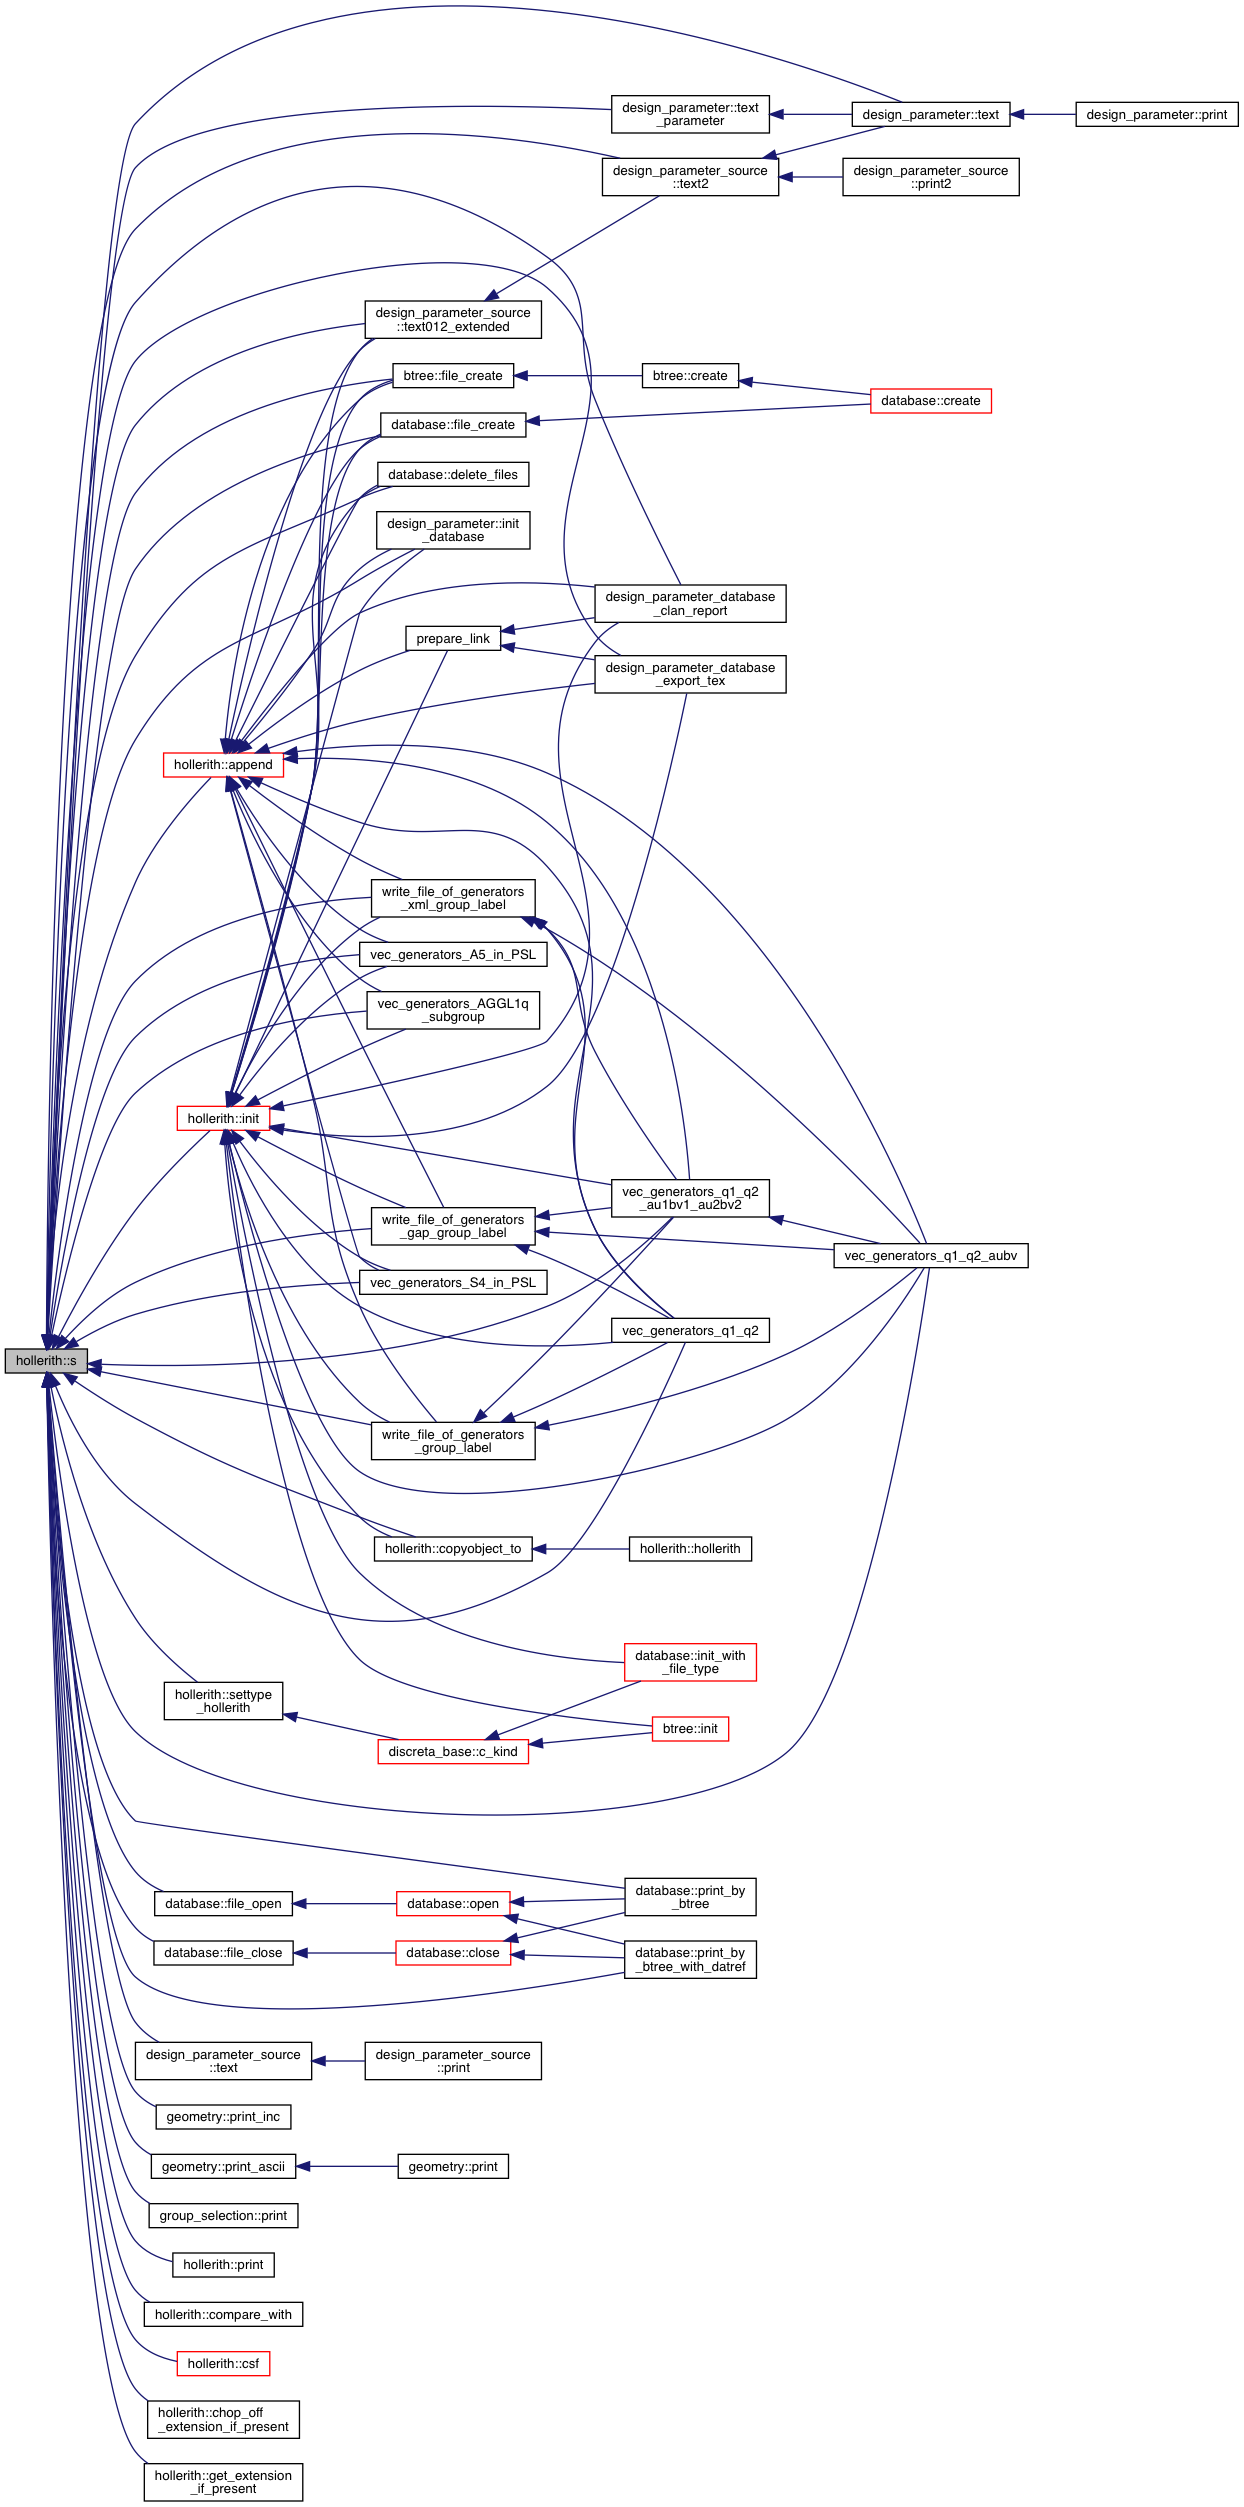 design_parameter::text
_parameter
design_parameter::text
design_parameter::print
design_parameter_source
::text2
design_parameter_source
::print2
design_parameter_source
::text012_extended
btree::file_create
btree::create
database::create
database::file_create
database::delete_files
design_parameter::init
_database
design_parameter_database
_clan_report
prepare_link
design_parameter_database
_export_tex
hollerith::append
write_file_of_generators
_xml_group_label
vec_generators_A5_in_PSL
vec_generators_AGGL1q
_subgroup
hollerith::init
vec_generators_q1_q2
_au1bv1_au2bv2
write_file_of_generators
_gap_group_label
vec_generators_q1_q2_aubv
vec_generators_S4_in_PSL
vec_generators_q1_q2
hollerith::s
write_file_of_generators
_group_label
hollerith::copyobject_to
hollerith::hollerith
database::init_with
_file_type
hollerith::settype
_hollerith
btree::init
discreta_base::c_kind
database::print_by
_btree
database::file_open
database::open
database::file_close
database::close
database::print_by
_btree_with_datref
design_parameter_source
::text
design_parameter_source
::print
geometry::print_inc
geometry::print_ascii
geometry::print
group_selection::print
hollerith::print
hollerith::compare_with
hollerith::csf
hollerith::chop_off
_extension_if_present
hollerith::get_extension
_if_present